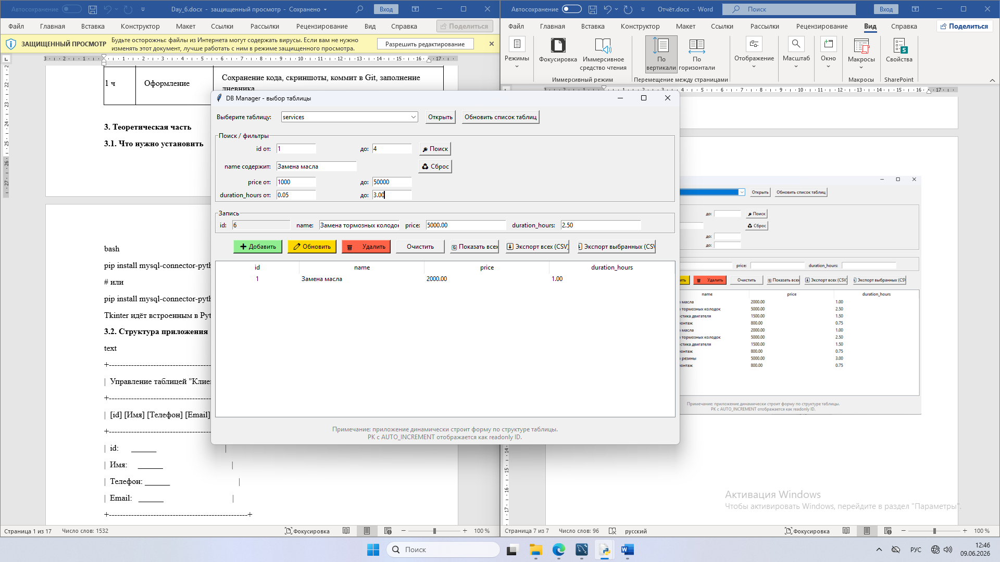 Автосохранение
Day_6.docx - защищенный просмотр - Сохранено
Вход
Файл Главная Вставка Конструктор Макет Ссылки Рассылки Рецензирование Вид Справка
Поделиться
ЗАЩИЩЕННЫЙ ПРОСМОТР
Будьте осторожны: файлы из Интернета могут содержать вирусы. Если вам не нужно
изменять этот документ, лучше работать с ним в режиме защищенного просмотра.
Разрешить редактирование
1 ч
Оформление
Сохранение кода, скриншоты, коммит в Git, заполнение
дневника
3. Теоретическая часть
3.1. Что нужно установить
bash
pip install mysql-connector-pyth
# или
pip install mysql-connector-pyth
Tkinter идёт встроенным в Pyt
3.2. Структура приложения
text
+-------------------------------------
| Управление таблицей "Клие
+-------------------------------------
| [id] [Имя] [Телефон] [Email]
+-------------------------------------
| id: ______ |
| Имя: ______ |
| Телефон: ______ |
| Email: ______ |
+--------------------------------------------------+
Страница 1 из 17
Число слов: 1532
Фокусировка
100 %
Автосохранение
Отчёт.docx - Word
Поиск
Вход
Файл Главная Вставка Конструктор Макет Ссылки Рассылки Рецензирование Вид Справка
Поделиться
Режимы
Фокусировка
Иммерсивное
средство чтения
По
вертикали
По
горизонтали
Отображение
Масштаб
Окно
Макросы
Свойства
Иммерсивный режим
Перемещение между страницами
Макросы
SharePoint
DB Manager - выбор таблицы
Выберите таблицу: services
Открыть
Обновить список таблиц
Поиск / фильтры
id от: 1 до: 4
Поиск
name содержит: Замена масла
Сброс
price от: 1000 до: 50000
duration_hours от: 0.05 до: 3.00
Запись
id: 6 name: Замена тормозных колодок price: 5000.00 duration_hours: 2.50
Добавить
Обновить
Удалить
Очистить
Показать всех
Экспорт всех (CSV)
Экспорт выбранных (CSV
id name price duration_hours
1 Замена масла 2000.00 1.00
Примечание: приложение динамически строит форму по структуре таблицы.
PK с AUTO_INCREMENT отображается как readonly ID.
Открыть
Обновить список таблиц
до:
Поиск
Сброс
до:
до:
price: duration_hours:
ить
Удалить
Очистить
Показать всех
Экспорт всех (CSV)
Экспорт выбранных (CSV
name price duration_hours
масла 2000.00 1.00
тормозных колодок 5000.00 2.50
стика двигателя 1500.00 1.50
онтаж 800.00 0.75
масла 2000.00 1.00
тормозных колодок 5000.00 2.50
стика двигателя 1500.00 1.50
онтаж 800.00 0.75
резины 5000.00 3.00
онтаж 800.00 0.75
Примечание: приложение динамически строит форму по структуре таблицы.
PK с AUTO_INCREMENT отображается как readonly ID.
Активация Windows
Чтобы активировать Windows, перейдите в раздел "Параметры".
Страница 7 из 7
Число слов: 96
русский
Фокусировка
100 %
Поиск
РУС
12:46
09.06.2026